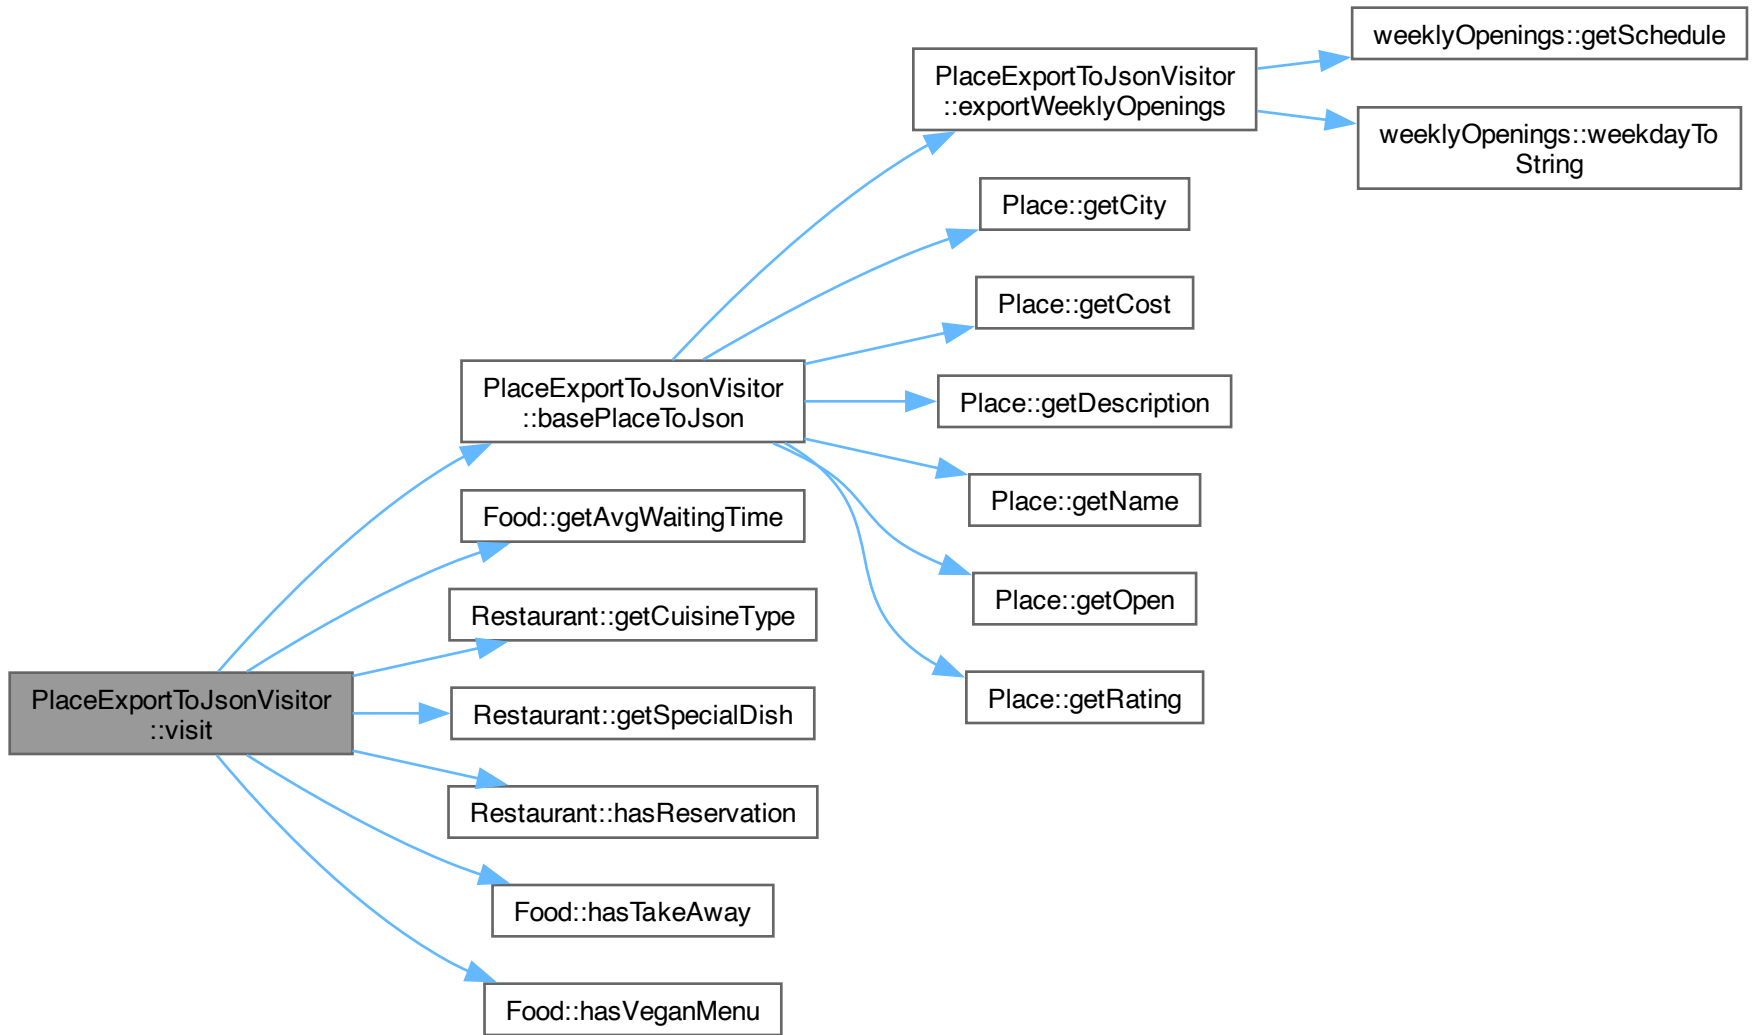 weeklyOpenings::getSchedule
PlaceExportToJsonVisitor
::exportWeeklyOpenings
weeklyOpenings::weekdayTo
String
Place::getCity
Place::getCost
PlaceExportToJsonVisitor
::basePlaceToJson
Place::getDescription
Place::getName
Food::getAvgWaitingTime
Place::getOpen
Restaurant::getCuisineType
Place::getRating
PlaceExportToJsonVisitor
::visit
Restaurant::getSpecialDish
Restaurant::hasReservation
Food::hasTakeAway
Food::hasVeganMenu